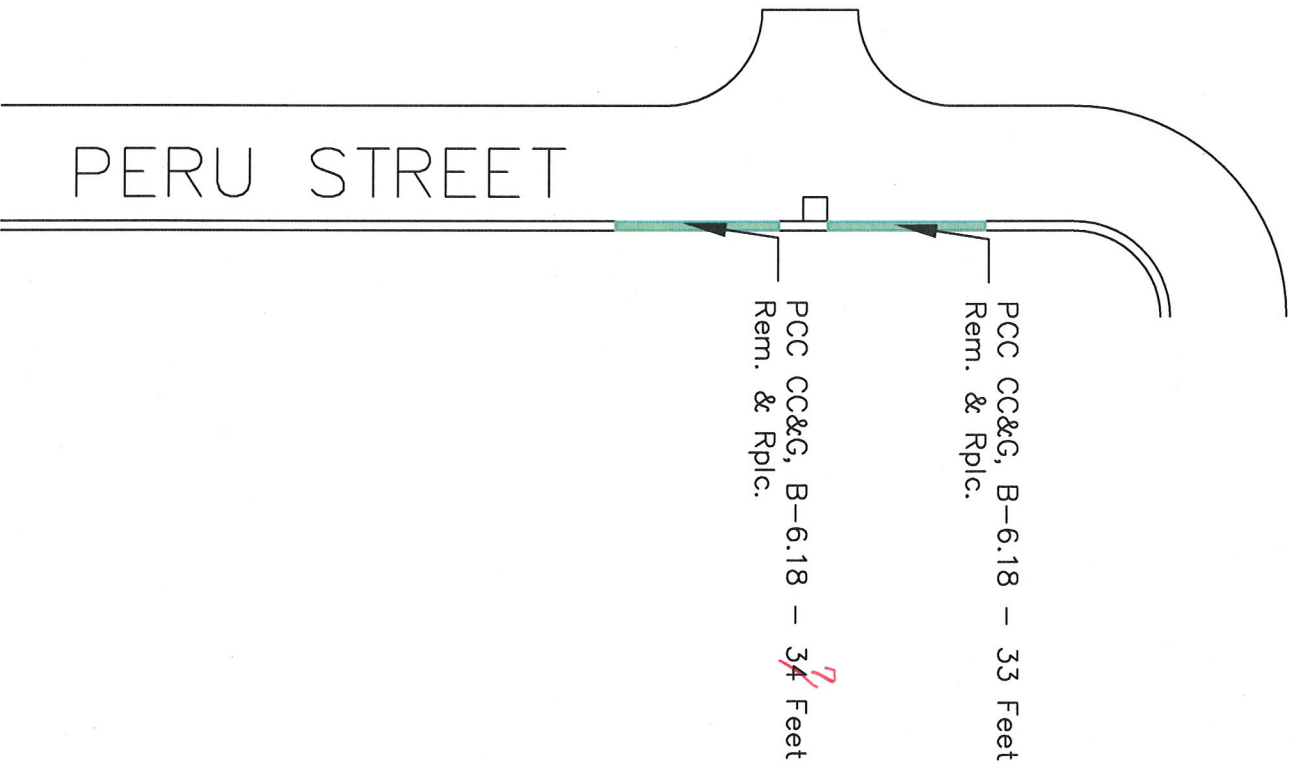 PERU STREET
PCC CC&G, B-6.18 - 33 Feet
Rem. & Rplc.
PCC CC&G, B-6.18 - 34 Feet
Rem. & Rplc.